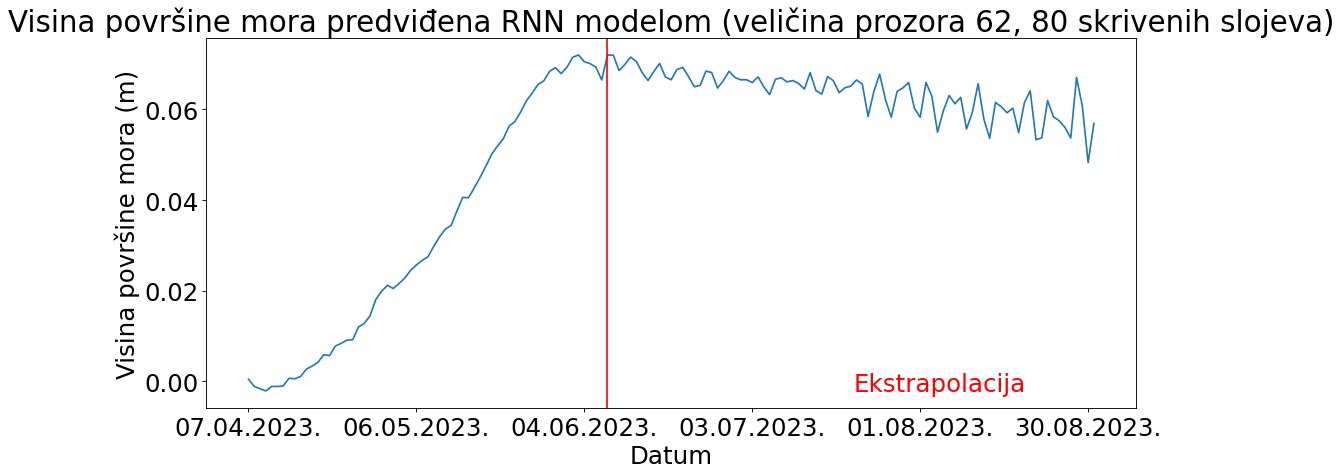 Visina površine mora predviđena RNN modelom (veličina prozora 62, 80 skrivenih slojeva)
Visina površine mora (m)
0.06
0.04
0.02
0.00
Ekstrapolacija
07.04.2023. 06.05.2023. 04.06.2023. 03.07.2023. 01.08.2023. 30.08.2023.
Datum